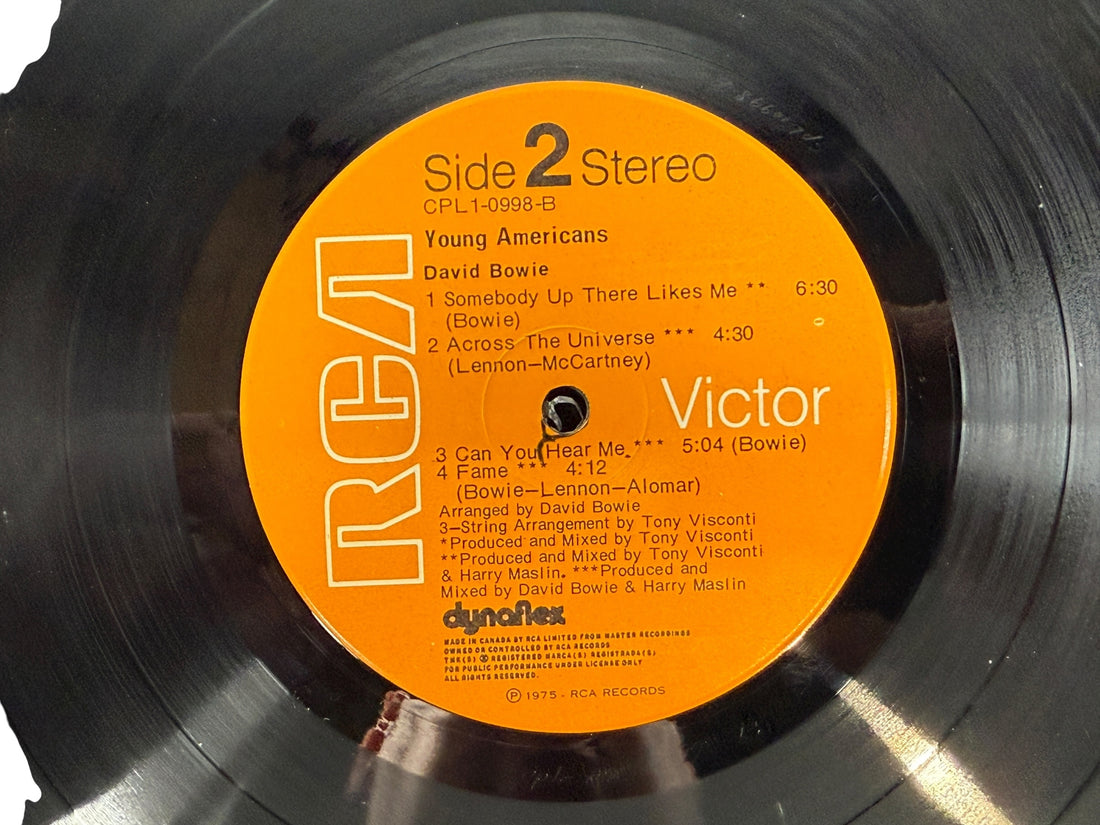 Side 2 Stereo
CPL1-0998-B
Young Americans
David Bowie
1 Somebody Up There Likes Me ** 6:30
(Bowie)
2 Across The Universe *** 4:30
(Lennon–McCartney)
RCA
Victor
3 Can You Hear Me *** 5:04 (Bowie)
4 Fame *** 4:12
(Bowie–Lennon–Alomar)
Arranged by David Bowie
3–String Arrangement by Tony Visconti
*Produced and Mixed by Tony Visconti
**Produced and Mixed by Tony Visconti
& Harry Maslin. ***Produced and
Mixed by David Bowie & Harry Maslin
dynaflex
MADE IN CANADA BY RCA LIMITED FROM MASTER RECORDINGS
OWNED OR CONTROLLED BY RCA RECORDS
TMK(S) ® REGISTERED MARCA(S) REGISTRADA(S)
FOR PUBLIC PERFORMANCE UNDER LICENSE ONLY
ALL RIGHTS RESERVED.
℗ 1975 - RCA RECORDS